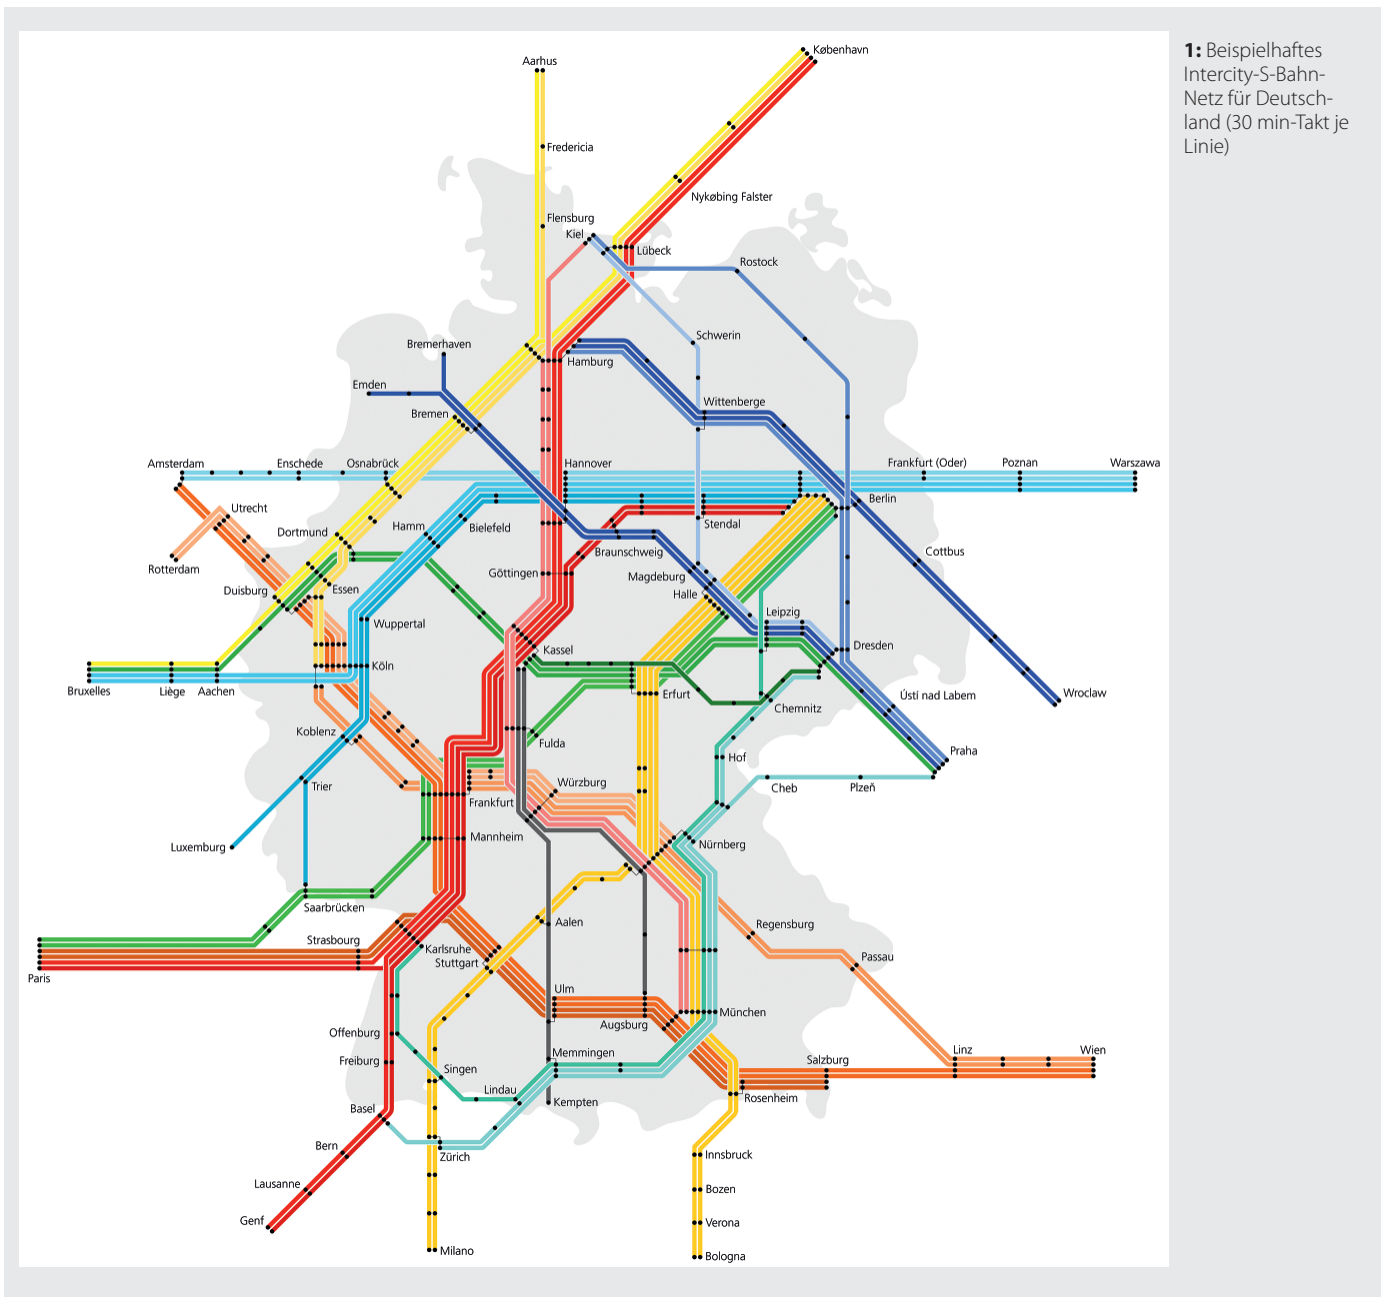 1: Beispielhaftes
Intercity-S-Bahn-
Netz für Deutsch-
land (30 min-Takt je
Linie)
København
Aarhus
Fredericia
Nykøbing Falster
Flensburg
Kiel
Lübeck
Rostock
Schwerin
Bremerhaven
Hamburg
Emden
Wittenberge
Bremen
Amsterdam
Enschede
Osnabrück
Hannover
Frankfurt (Oder)
Poznan
Warszawa
Berlin
Utrecht
Dortmund
Hamm
Bielefeld
Stendal
Braunschweig
Cottbus
Rotterdam
Göttingen
Magdeburg
Duisburg
Essen
Halle
Leipzig
Wuppertal
Kassel
Dresden
Köln
Bruxelles
Liège
Aachen
Erfurt
Ústí nad Labem
Wroclaw
Chemnitz
Koblenz
Fulda
Hof
Praha
Trier
Frankfurt
Würzburg
Cheb
Plzeň
Luxemburg
Mannheim
Nürnberg
Saarbrücken
Aalen
Regensburg
Strasbourg
Karlsruhe
Stuttgart
Passau
Paris
Ulm
Augsburg
München
Offenburg
Freiburg
Memmingen
Salzburg
Linz
Wien
Singen
Lindau
Kempten
Rosenheim
Basel
Bern
Zürich
Innsbruck
Lausanne
Bozen
Genf
Verona
Milano
Bologna